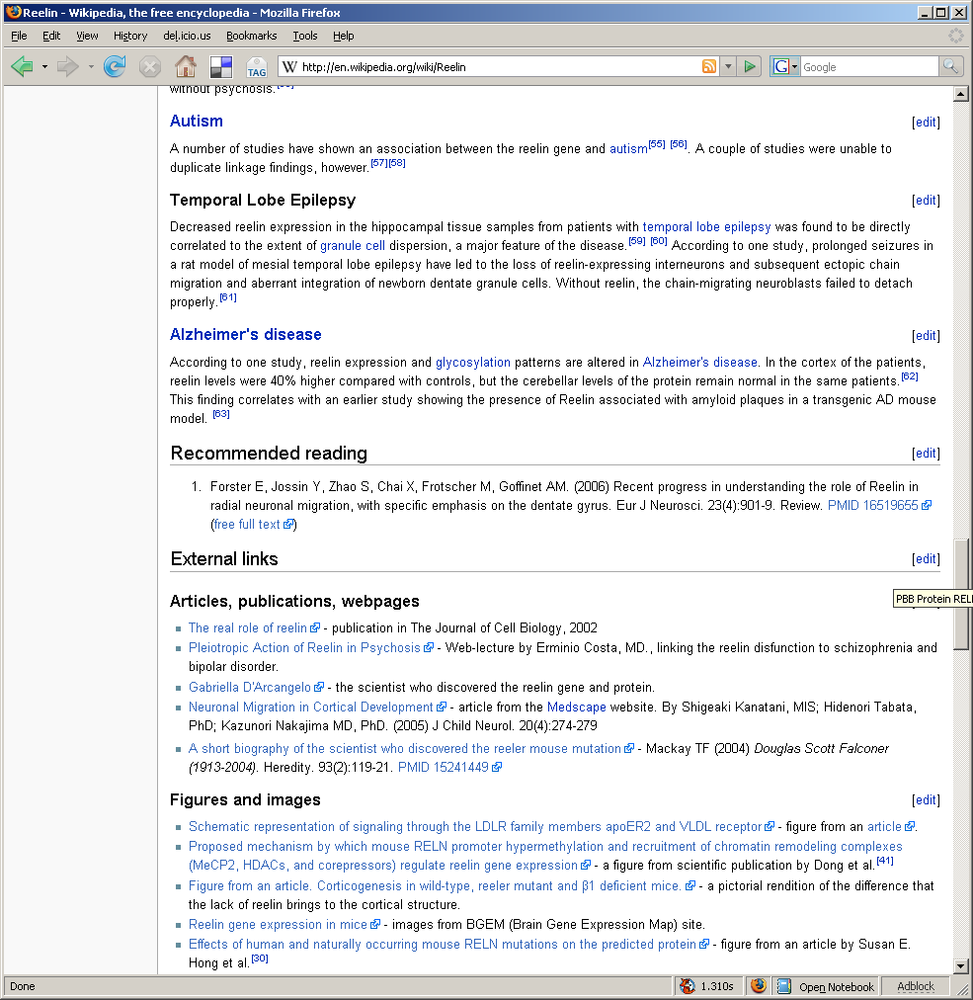 Reelin - Wikipedia, the free encyclopedia - Mozilla Firefox
File Edit View History del.icio.us Bookmarks Tools Help
TAG W http://en.wikipedia.org/wiki/Reelin G Google
without psychosis.
Autism [edit]
A number of studies have shown an association between the reelin gene and autism[55] [56]. A couple of studies were unable to
duplicate linkage findings, however.[57][58]
Temporal Lobe Epilepsy [edit]
Decreased reelin expression in the hippocampal tissue samples from patients with temporal lobe epilepsy was found to be directly
correlated to the extent of granule cell dispersion, a major feature of the disease.[59] [60] According to one study, prolonged seizures in
a rat model of mesial temporal lobe epilepsy have led to the loss of reelin-expressing interneurons and subsequent ectopic chain
migration and aberrant integration of newborn dentate granule cells. Without reelin, the chain-migrating neuroblasts failed to detach
properly.[61]
Alzheimer's disease [edit]
According to one study, reelin expression and glycosylation patterns are altered in Alzheimer's disease. In the cortex of the patients,
reelin levels were 40% higher compared with controls, but the cerebellar levels of the protein remain normal in the same patients.[62]
This finding correlates with an earlier study showing the presence of Reelin associated with amyloid plaques in a transgenic AD mouse
model. [63]
Recommended reading [edit]
1. Forster E, Jossin Y, Zhao S, Chai X, Frotscher M, Goffinet AM. (2006) Recent progress in understanding the role of Reelin in
radial neuronal migration, with specific emphasis on the dentate gyrus. Eur J Neurosci. 23(4):901-9. Review. PMID 16519655
(free full text)
External links [edit]
PBB Protein REL
Articles, publications, webpages
The real role of reelin - publication in The Journal of Cell Biology, 2002
Pleiotropic Action of Reelin in Psychosis - Web-lecture by Erminio Costa, MD., linking the reelin disfunction to schizophrenia and
bipolar disorder.
Gabriella D'Arcangelo - the scientist who discovered the reelin gene and protein.
Neuronal Migration in Cortical Development - article from the Medscape website. By Shigeaki Kanatani, MIS; Hidenori Tabata,
PhD; Kazunori Nakajima MD, PhD. (2005) J Child Neurol. 20(4):274-279
A short biography of the scientist who discovered the reeler mouse mutation - Mackay TF (2004) Douglas Scott Falconer
(1913-2004). Heredity. 93(2):119-21. PMID 15241449
Figures and images [edit]
Schematic representation of signaling through the LDLR family members apoER2 and VLDL receptor - figure from an article.
Proposed mechanism by which mouse RELN promoter hypermethylation and recruitment of chromatin remodeling complexes
(MeCP2, HDACs, and corepressors) regulate reelin gene expression - a figure from scientific publication by Dong et al.[41]
Figure from an article. Corticogenesis in wild-type, reeler mutant and β1 deficient mice. - a pictorial rendition of the difference that
the lack of reelin brings to the cortical structure.
Reelin gene expression in mice - images from BGEM (Brain Gene Expression Map) site.
Effects of human and naturally occurring mouse RELN mutations on the predicted protein - figure from an article by Susan E.
Hong et al.[30]
Done 1.310s Open Notebook Adblock